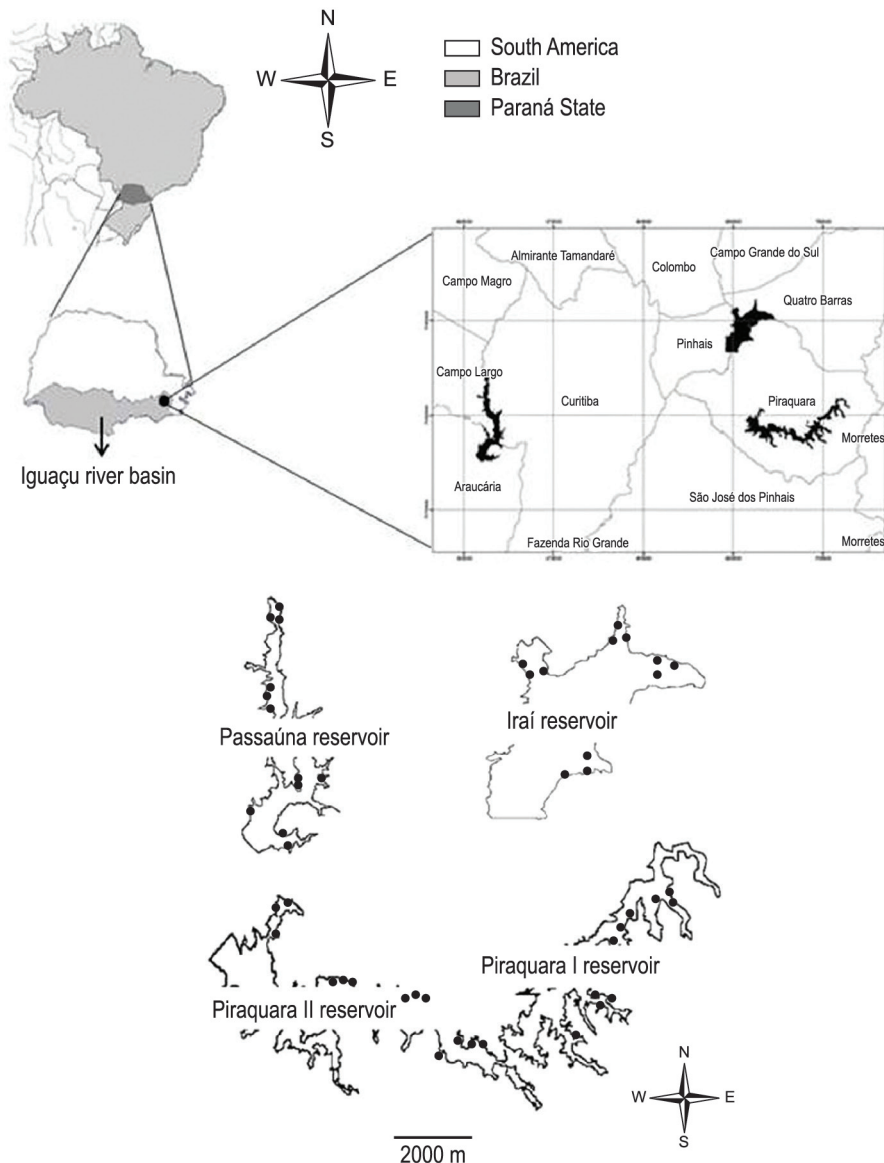 N
W
E
S
South America
Brazil
Paraná State
Campo Grande do Sul
Almirante Tamandaré
Colombo
Campo Magro
Quatro Barras
Pinhais
Campo Largo
Curitiba
Piraquara
Morretes
Araucária
São José dos Pinhais
Fazenda Rio Grande
Morretes
Iguaçu river basin
Passaúna reservoir
Iraí reservoir
Piraquara I reservoir
Piraquara II reservoir
N
W
E
S
2000 m